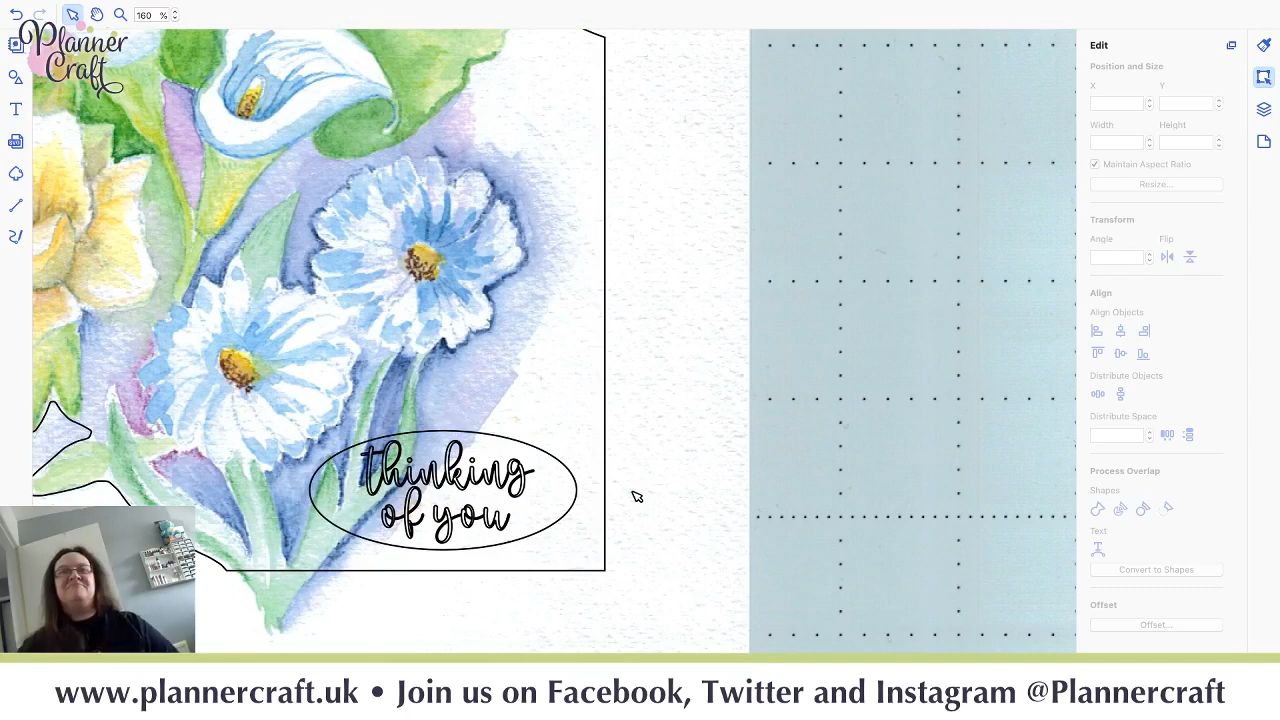 160 %
Planner
Craft
Edit
Position and Size
X Y
Width Height
Maintain Aspect Ratio
Resize...
Transform
Angle Flip
Align
Align Objects
Distribute Objects
Distribute Space
Process Overlap
Shapes
Text
Convert to Shapes
Offset
Offset...
thinking
of you
www.plannercraft.uk • Join us on Facebook, Twitter and Instagram @Plannercraft